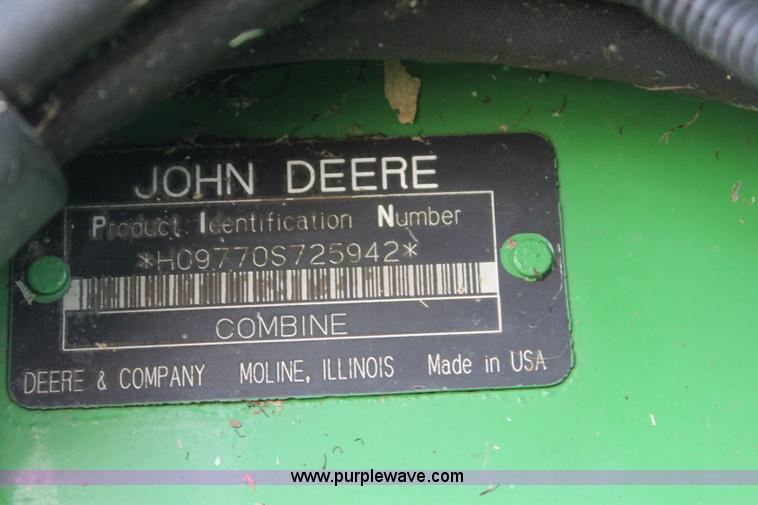 JOHN DEERE
Product Identification Number
*H09770S725942*
COMBINE
DEERE & COMPANY MOLINE, ILLINOIS Made in USA
www.purplewave.com